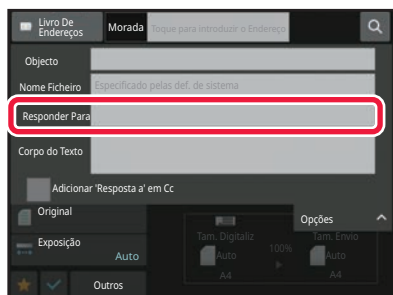 Livro De
Endereços
Morada
Toque para introduzir o Endereço
Objecto
Nome Ficheiro
Especificado pelas def. de sistema
Responder Para
Corpo do Texto
Adicionar 'Resposta a' em Cc
Original
Opções
Exposição
Auto
Tam. Digitaliz
100%
Tam. Envio
Auto
Auto
A4
A4
Outros